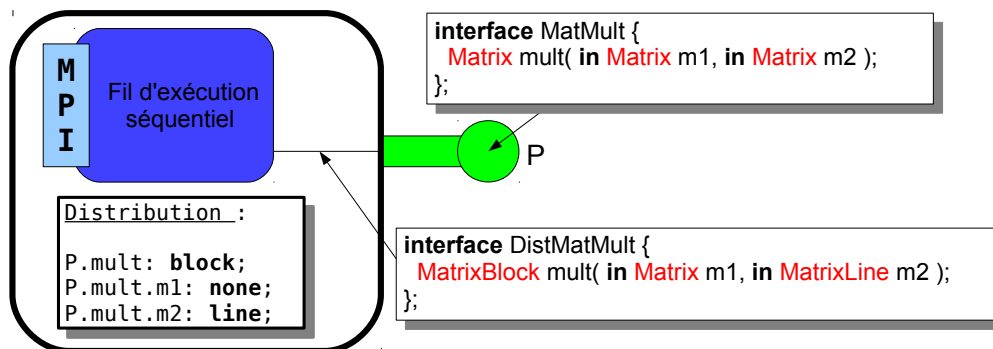 M
P
I
Fil d'exécution
séquentiel
interface MatMult {
Matrix mult( in Matrix m1, in Matrix m2 );
};
P
Distribution :
P.mult: block;
P.mult.m1: none;
P.mult.m2: line;
interface DistMatMult {
MatrixBlock mult( in Matrix m1, in MatrixLine m2 );
};